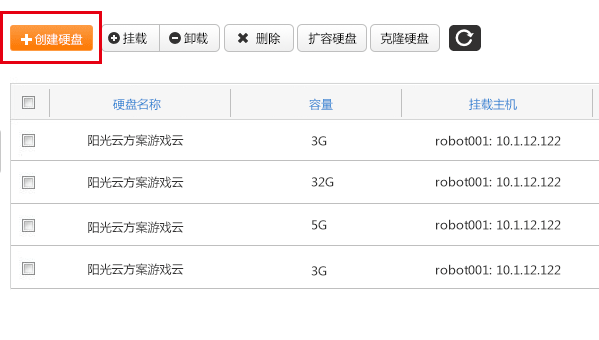 创建硬盘 挂载 卸载 删除 扩容硬盘 克隆硬盘
硬盘名称 容量 挂载主机
阳光云方案游戏云 3G robot001: 10.1.12.122
阳光云方案游戏云 32G robot001: 10.1.12.122
阳光云方案游戏云 5G robot001: 10.1.12.122
阳光云方案游戏云 3G robot001: 10.1.12.122